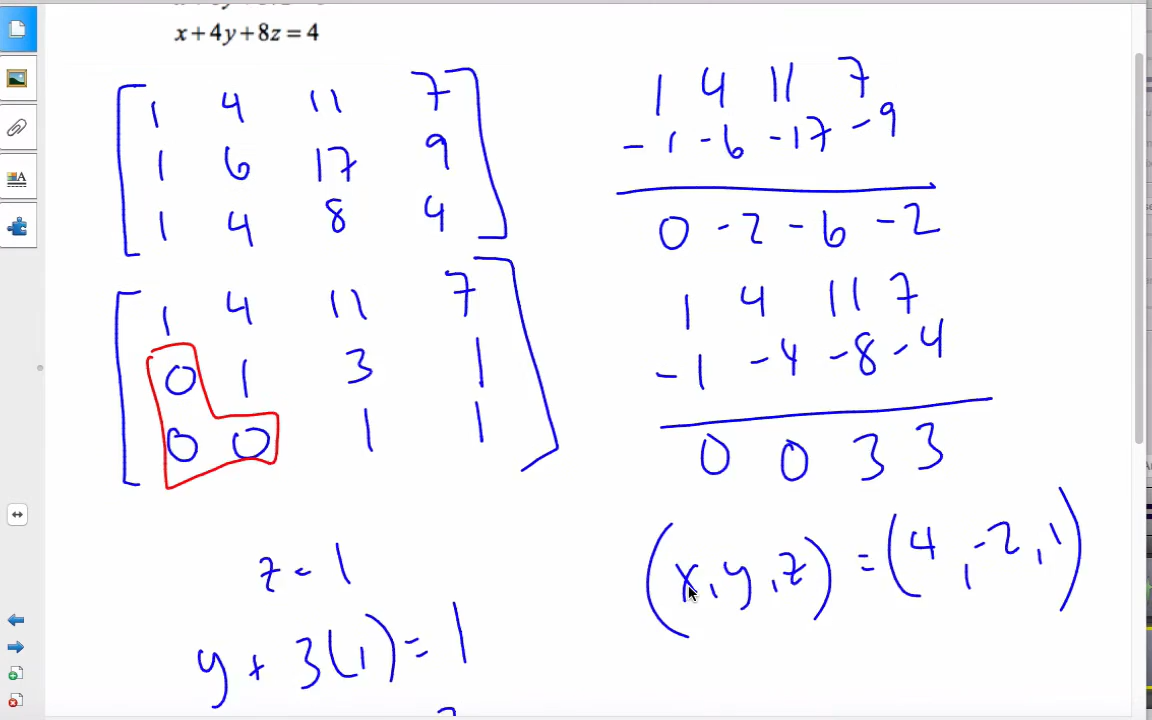 x+4y+8z=4
1 4 11 7
1 6 17 9
1 4 8 4
1 4 11 7
0 1 3 1
0 0 1 1
z = 1
y + 3(1) = 1
1 4 11 7
-1 -6 -17 -9
0 -2 -6 -2
1 4 11 7
-1 -4 -8 -4
0 0 3 3
(x, y, z) = (4, -2, 1)